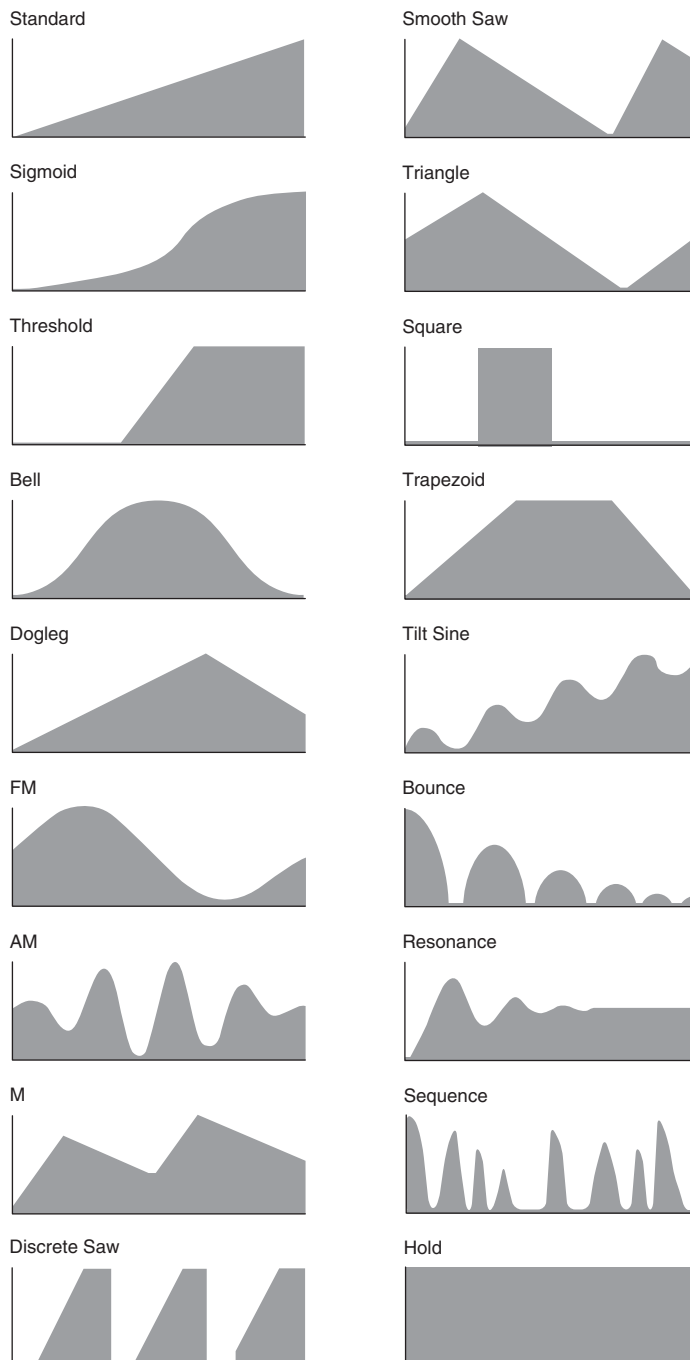 Standard
Smooth Saw
Sigmoid
Triangle
Threshold
Square
Bell
Trapezoid
Dogleg
Tilt Sine
FM
Bounce
AM
Resonance
M
Sequence
Discrete Saw
Hold